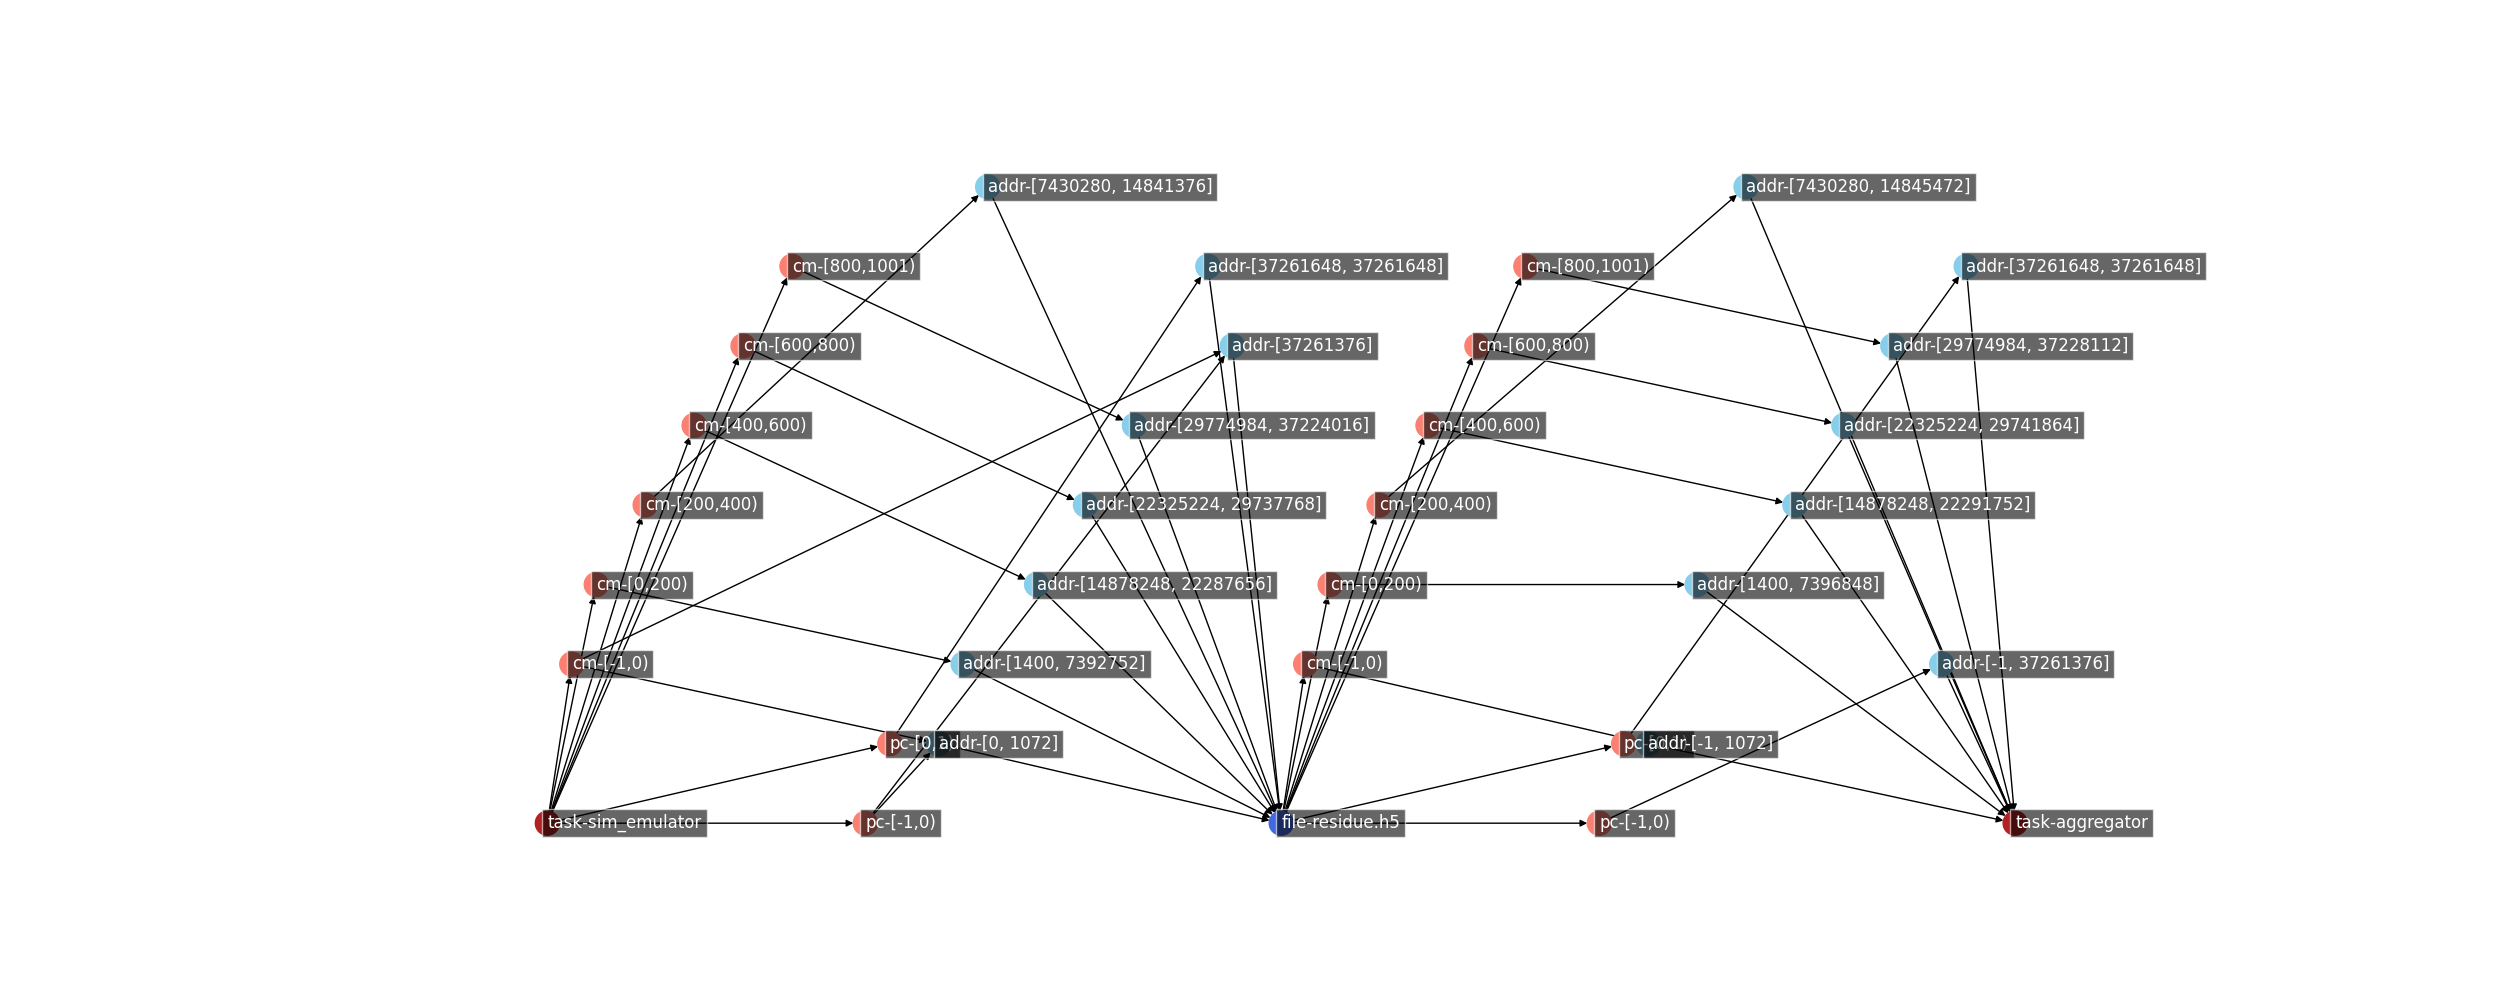 addr-[7430280, 14841376]
addr-[7430280, 14845472]
cm-[800,1001)
addr-[37261648, 37261648]
cm-[800,1001)
addr-[37261648, 37261648]
cm-[600,800)
addr-[37261376]
cm-[600,800)
addr-[29774984, 37228112]
cm-[400,600)
addr-[29774984, 37224016]
cm-[400,600)
addr-[22325224, 29741864]
cm-[200,400)
addr-[22325224, 29737768]
cm-[200,400)
addr-[14878248, 22291752]
cm-[0,200)
addr-[14878248, 22287656]
cm-[0,200)
addr-[1400, 7396848]
cm-[-1,0)
addr-[1400, 7392752]
cm-[-1,0)
addr-[-1, 37261376]
addr-[0, 1072]
addr-[-1, 1072]
task-sim_emulator
pc-[-1,0)
file-residue.h5
pc-[-1,0)
task-aggregator